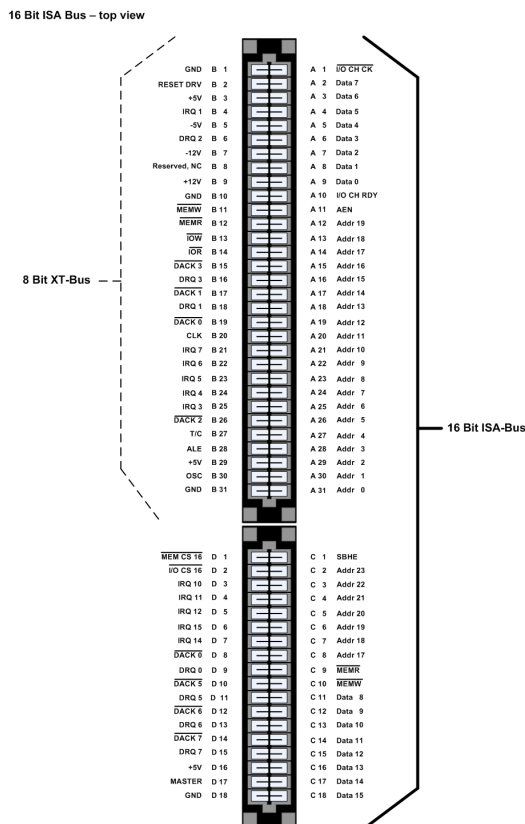 16 Bit ISA Bus – top view
GND B 1 A 1 I/O CH CK
RESET DRV B 2 A 2 Data 7
+5V B 3 A 3 Data 6
IRQ 1 B 4 A 4 Data 5
-5V B 5 A 5 Data 4
DRQ 2 B 6 A 6 Data 3
-12V B 7 A 7 Data 2
Reserved, NC B 8 A 8 Data 1
+12V B 9 A 9 Data 0
GND B 10 A 10 I/O CH RDY
MEMW B 11 A 11 AEN
MEMR B 12 A 12 Addr 19
IOW B 13 A 13 Addr 18
IOR B 14 A 14 Addr 17
DACK 3 B 15 A 15 Addr 16
8 Bit XT-Bus DRQ 3 B 16 A 16 Addr 15
DACK 1 B 17 A 17 Addr 14
DRQ 1 B 18 A 18 Addr 13
DACK 0 B 19 A 19 Addr 12
CLK B 20 A 20 Addr 11
IRQ 7 B 21 A 21 Addr 10
IRQ 6 B 22 A 22 Addr 9
IRQ 5 B 23 A 23 Addr 8
IRQ 4 B 24 A 24 Addr 7
IRQ 3 B 25 A 25 Addr 6
DACK 2 B 26 A 26 Addr 5
16 Bit ISA-Bus
T/C B 27 A 27 Addr 4
ALE B 28 A 28 Addr 3
+5V B 29 A 29 Addr 2
OSC B 30 A 30 Addr 1
GND B 31 A 31 Addr 0
MEM CS 16 D 1 C 1 SBHE
I/O CS 16 D 2 C 2 Addr 23
IRQ 10 D 3 C 3 Addr 22
IRQ 11 D 4 C 4 Addr 21
IRQ 12 D 5 C 5 Addr 20
IRQ 15 D 6 C 6 Addr 19
IRQ 14 D 7 C 7 Addr 18
DACK 0 D 8 C 8 Addr 17
DRQ 0 D 9 C 9 MEMR
DACK 5 D 10 C 10 MEMW
DRQ 5 D 11 C 11 Data 8
DACK 6 D 12 C 12 Data 9
DRQ 6 D 13 C 13 Data 10
DACK 7 D 14 C 14 Data 11
DRQ 7 D 15 C 15 Data 12
+5V D 16 C 16 Data 13
MASTER D 17 C 17 Data 14
GND D 18 C 18 Data 15